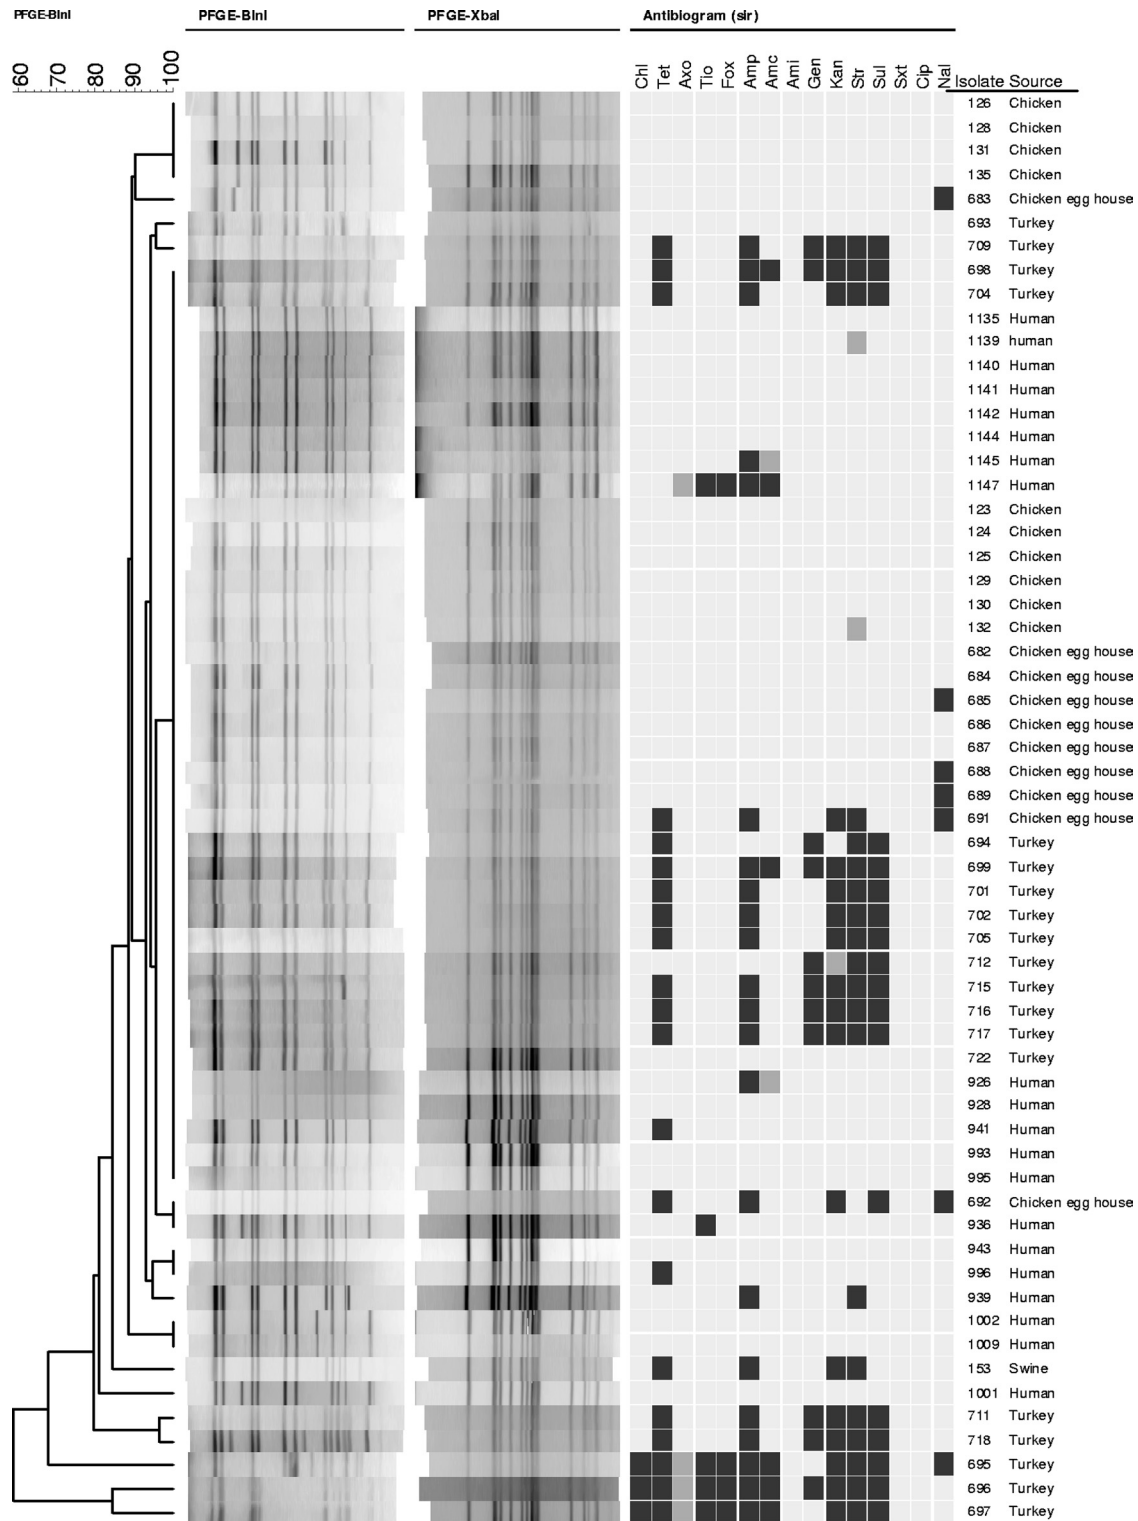 PFGE-BlnI PFGE-BlnI PFGE-XbaI Antibiogram (sir)
60 70 80 90 100 Chl Tet Axo Tio Fox Amp Amc Ami Gen Kan Str Sul Sxt Cip Nal Isolate Source
126 Chicken
128 Chicken
131 Chicken
135 Chicken
683 Chicken egg house
693 Turkey
709 Turkey
698 Turkey
704 Turkey
1135 Human
1139 human
1140 Human
1141 Human
1142 Human
1144 Human
1145 Human
1147 Human
123 Chicken
124 Chicken
125 Chicken
129 Chicken
130 Chicken
132 Chicken
682 Chicken egg house
684 Chicken egg house
685 Chicken egg house
686 Chicken egg house
687 Chicken egg house
688 Chicken egg house
689 Chicken egg house
691 Chicken egg house
694 Turkey
699 Turkey
701 Turkey
702 Turkey
705 Turkey
712 Turkey
715 Turkey
716 Turkey
717 Turkey
722 Turkey
926 Human
928 Human
941 Human
993 Human
995 Human
692 Chicken egg house
936 Human
943 Human
996 Human
939 Human
1002 Human
1009 Human
153 Swine
1001 Human
711 Turkey
718 Turkey
695 Turkey
696 Turkey
697 Turkey